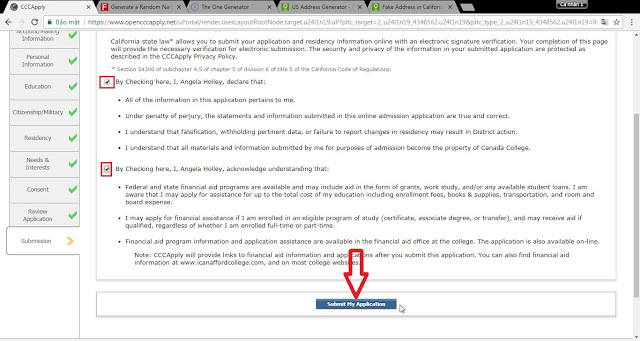 CCCApply
Generate a Random Na
The One Generator
US Address Generator -
Fake Address in Californi
Cá nhân 1
Bảo mật
https://www.opencccapply.net/uPortal/render.userLayoutRootNode.target.u24l1n19.uP?pltc_target=
Account/Mailing
Information
Personal
Information
Education
Citizenship/Military
Residency
Needs &
Interests
Consent
Review
Application
Submission
California state law* allows you to submit your application and residency information online with an electronic signature verification. Your completion of this page
will provide the necessary verification for electronic submission. The security and privacy of the information in your submitted application are protected as
described in the CCCApply Privacy Policy.
* Section 54300 of subchapter 4.5 of chapter 5 of division 6 of title 5 of the California Code of Regulations.
By Checking here, I, Angela Holley, declare that:
• All of the information in this application pertains to me.
• Under penalty of perjury, the statements and information submitted in this online admission application are true and correct.
• I understand that falsification, withholding pertinent data, or failure to report changes in residency may result in District action.
• I understand that all materials and information submitted by me for purposes of admission become the property of Canada College.
By Checking here, I, Angela Holley, acknowledge understanding that:
• Federal and state financial aid programs are available and may include aid in the form of grants, work study, and/or any available student loans. I am
aware that I may apply for assistance for up to the total cost of my education including enrollment fees, books & supplies, transportation, and room and
board expense.
• I may apply for financial assistance if I am enrolled in an eligible program of study (certificate, associate degree, or transfer), and may receive aid if
qualified, regardless of whether I am enrolled full-time or part-time.
• Financial aid program information and application assistance are available in the financial aid office at the college. The application is also available on-line.
Note: CCCApply will provide links to financial aid information and applications after you submit this application. You can also find financial aid
information at www.icanaffordcollege.com, and on most college websites.
Submit My Application